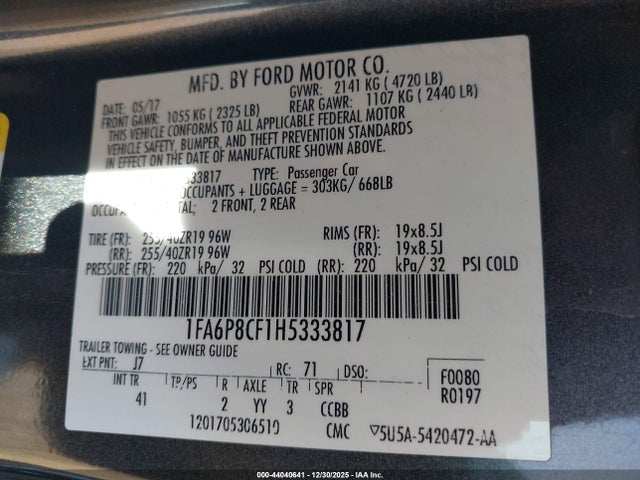 MFD. BY FORD MOTOR CO.
DATE: 05/17 GVWR: 2141 KG ( 4720 LB)
FRONT GAWR: 1055 KG ( 2325 LB) REAR GAWR: 1107 KG ( 2440 LB)
THIS VEHICLE CONFORMS TO ALL APPLICABLE FEDERAL MOTOR
VEHICLE SAFETY, BUMPER, AND THEFT PREVENTION STANDARDS
IN EFFECT ON THE DATE OF MANUFACTURE SHOWN ABOVE.
333817 TYPE: Passenger Car
OCCUPANTS + LUGGAGE = 303KG/ 668LB
TOTAL; 2 FRONT, 2 REAR
TIRE (FR): 255/40ZR19 96W RIMS (FR): 19x8.5J
(RR): 255/40ZR19 96W (RR): 19x8.5J
PRESSURE (FR): 220 kPa/ 32 PSI COLD (RR): 220 kPa/ 32 PSI COLD
1FA6P8CF1H5333817
TRAILER TOWING - SEE OWNER GUIDE
EXT PNT: J7 RC: 71 DSO: F0080
INT TR TP/PS R AXLE TR SPR R0197
41 2 YY 3 CCBB
1201705306519 CMC 5U5A-5420472-AA
000-44040641 - 12/30/2025 - IAAI.com